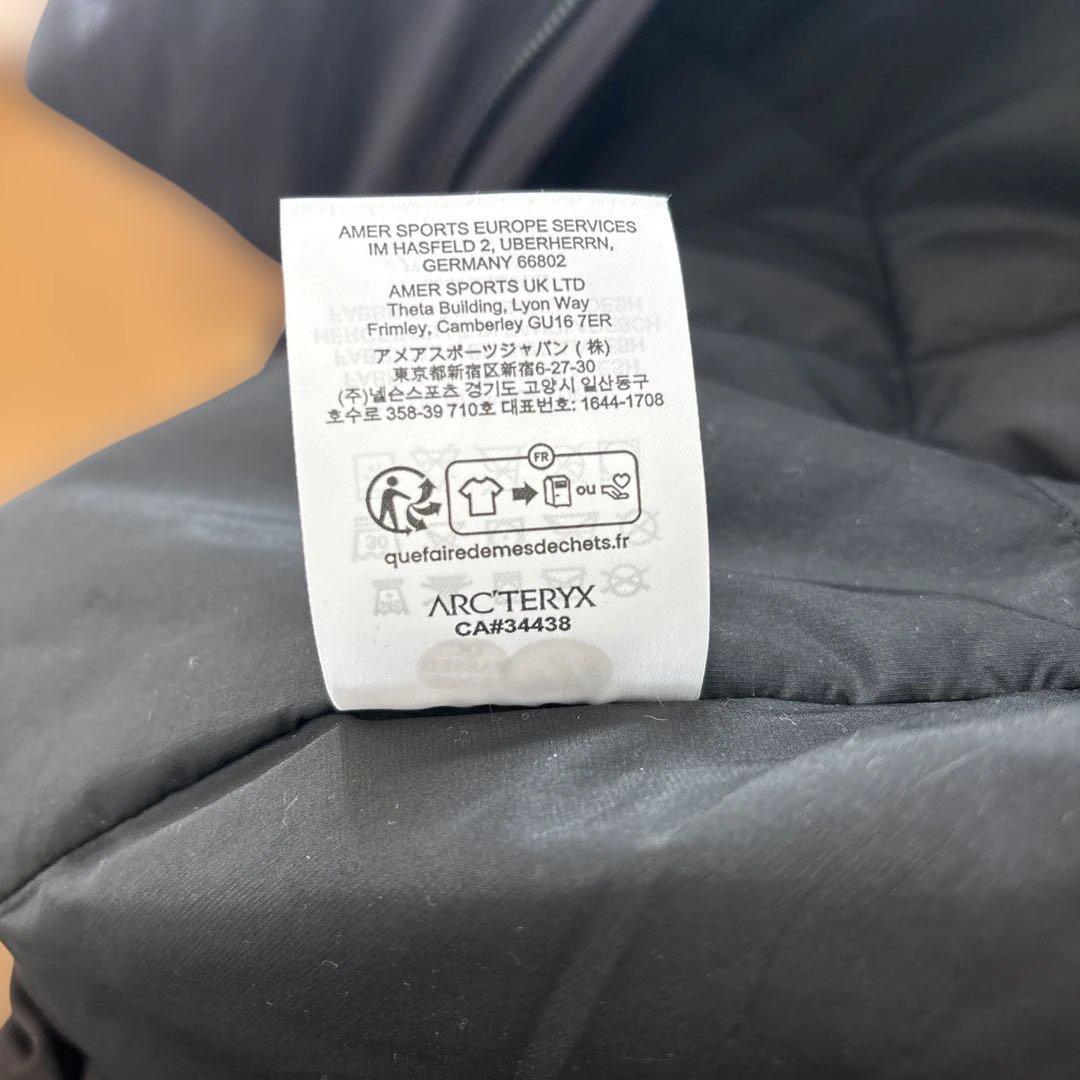 AMER SPORTS EUROPE SERVICES
IM HASFELD 2, UBERHERRN,
GERMANY 66802
AMER SPORTS UK LTD
Theta Building, Lyon Way
Frimley, Camberley GU16 7ER
アメアスポーツジャパン ( 株)
東京都新宿区新宿6-27-30
(주)넬슨스포츠 경기도 고양시 일산동구
호수로 358-39 710호 대표번호: 1644-1708
FR
ou
quefairedemesdechets.fr
ARC'TERYX
CA#34438